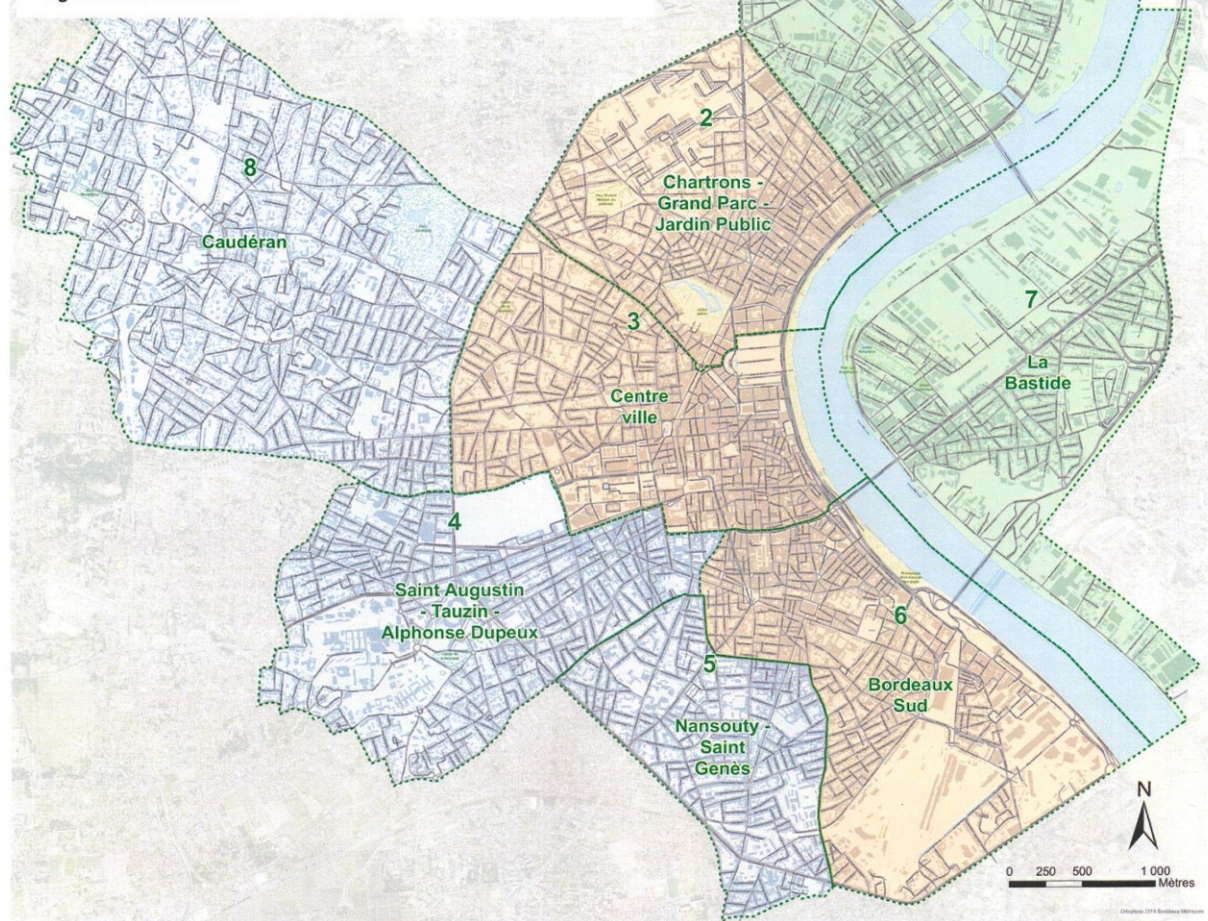 2
Chartrons -
Grand Parc -
Jardin Public
8
Caudéran
3
Centre
ville
7
La
Bastide
4
Saint Augustin
- Tauzin -
Alphonse Dupeux
5
Nansouty -
Saint
Genès
6
Bordeaux
Sud
N
0 250 500 1 000
Mètres